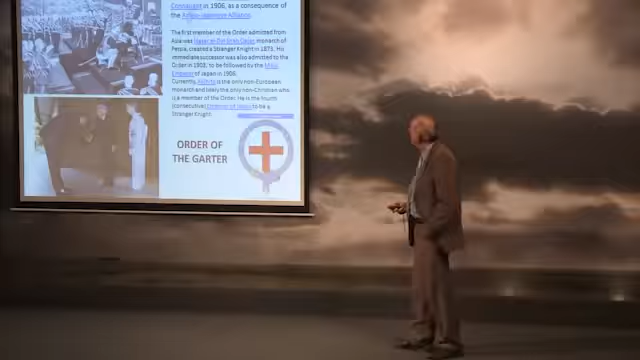 Connaught in 1906, as a consequence of
the Anglo-Japanese Alliance.
The first member of the Order admitted from
Asia was Naser al-Din Shah Qajar, monarch of
Persia, created a Stranger Knight in 1873. His
immediate successor was also admitted to the
Order in 1903, to be followed by the Meiji
Emperor of Japan in 1906.
Currently, Akihito is the only non-European
monarch and likely the only non-Christian who
is a member of the Order. He is the fourth
(consecutive) Emperor of Japan to be a
Stranger Knight.
ORDER OF
THE GARTER